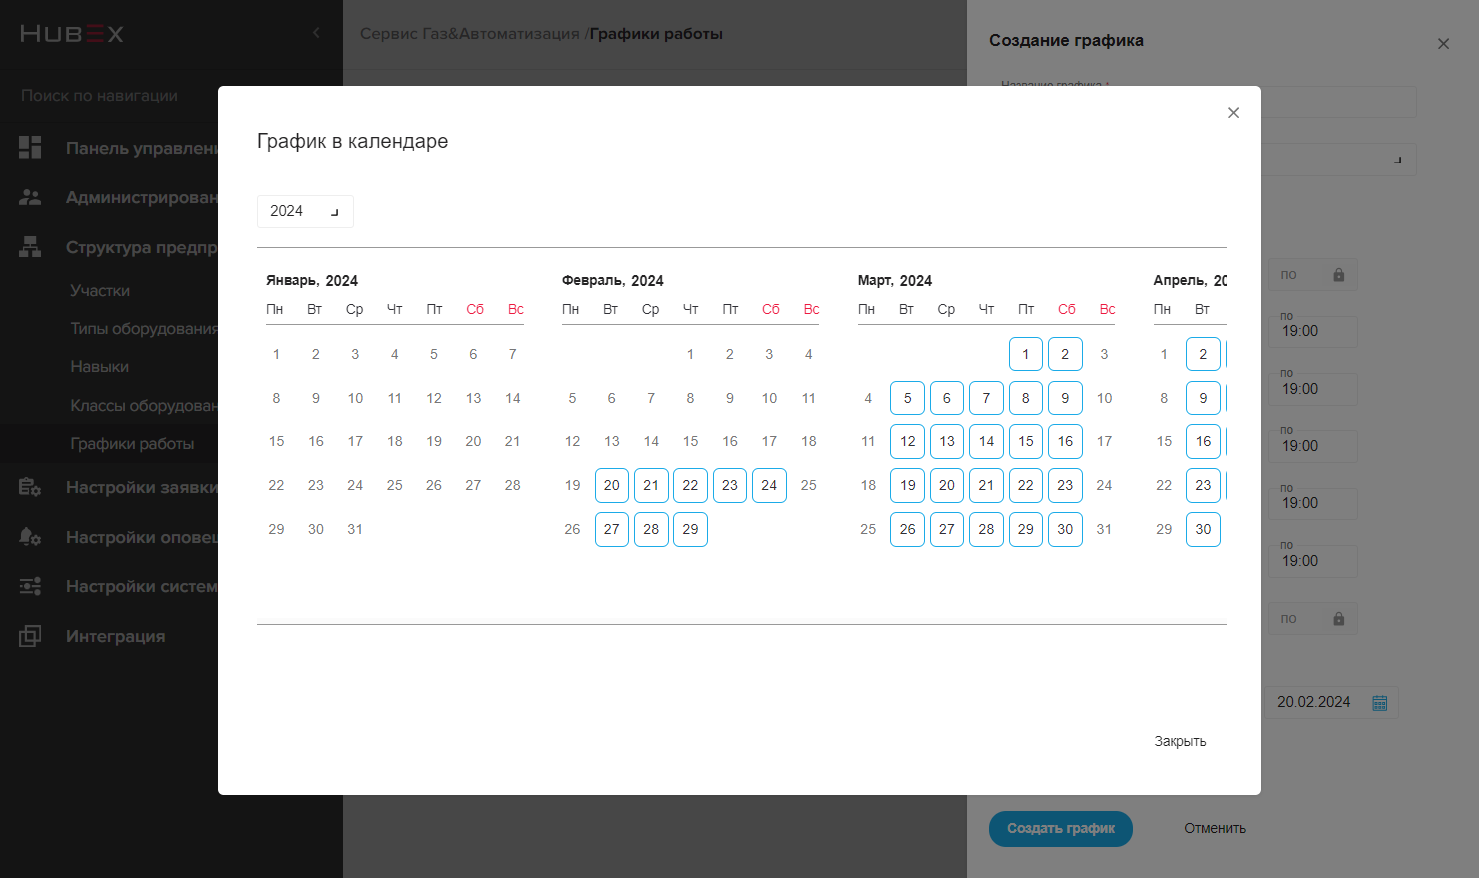 HUBEX
Сервис Газ&Автоматизация /Графики работы
Создание графика
Поиск по навигации
Название графика *
Панель управлени
Администрирован
Структура предпр
Участки
Типы оборудования
Навыки
Классы оборудован
Графики работы
Настройки заявки
Настройки опове
Настройки систем
Интеграция
График в календаре
2024
Январь, 2024
Пн Вт Ср Чт Пт Сб Вс
1 2 3 4 5 6 7
8 9 10 11 12 13 14
15 16 17 18 19 20 21
22 23 24 25 26 27 28
29 30 31
Февраль, 2024
Пн Вт Ср Чт Пт Сб Вс
1 2 3 4
5 6 7 8 9 10 11
12 13 14 15 16 17 18
19 20 21 22 23 24 25
26 27 28 29
Март, 2024
Пн Вт Ср Чт Пт Сб Вс
1 2 3
4 5 6 7 8 9 10
11 12 13 14 15 16 17
18 19 20 21 22 23 24
25 26 27 28 29 30 31
Апрель, 20
Пн Вт
1 2
8 9
15 16
22 23
29 30
Закрыть
по
по
19:00
по
19:00
по
19:00
по
19:00
по
19:00
по
20.02.2024
Создать график
Отменить